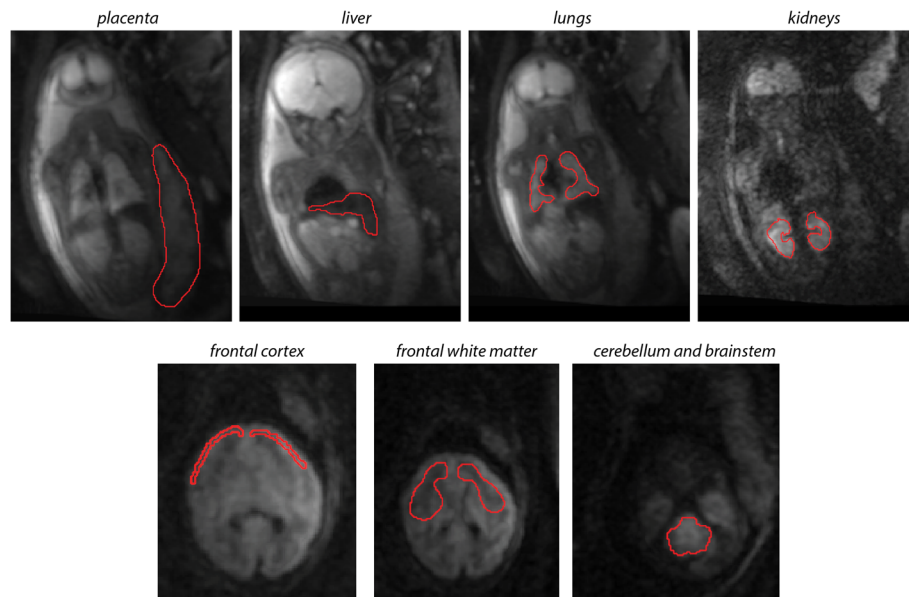 placenta
liver
lungs
kidneys
frontal cortex
frontal white matter
cerebellum and brainstem